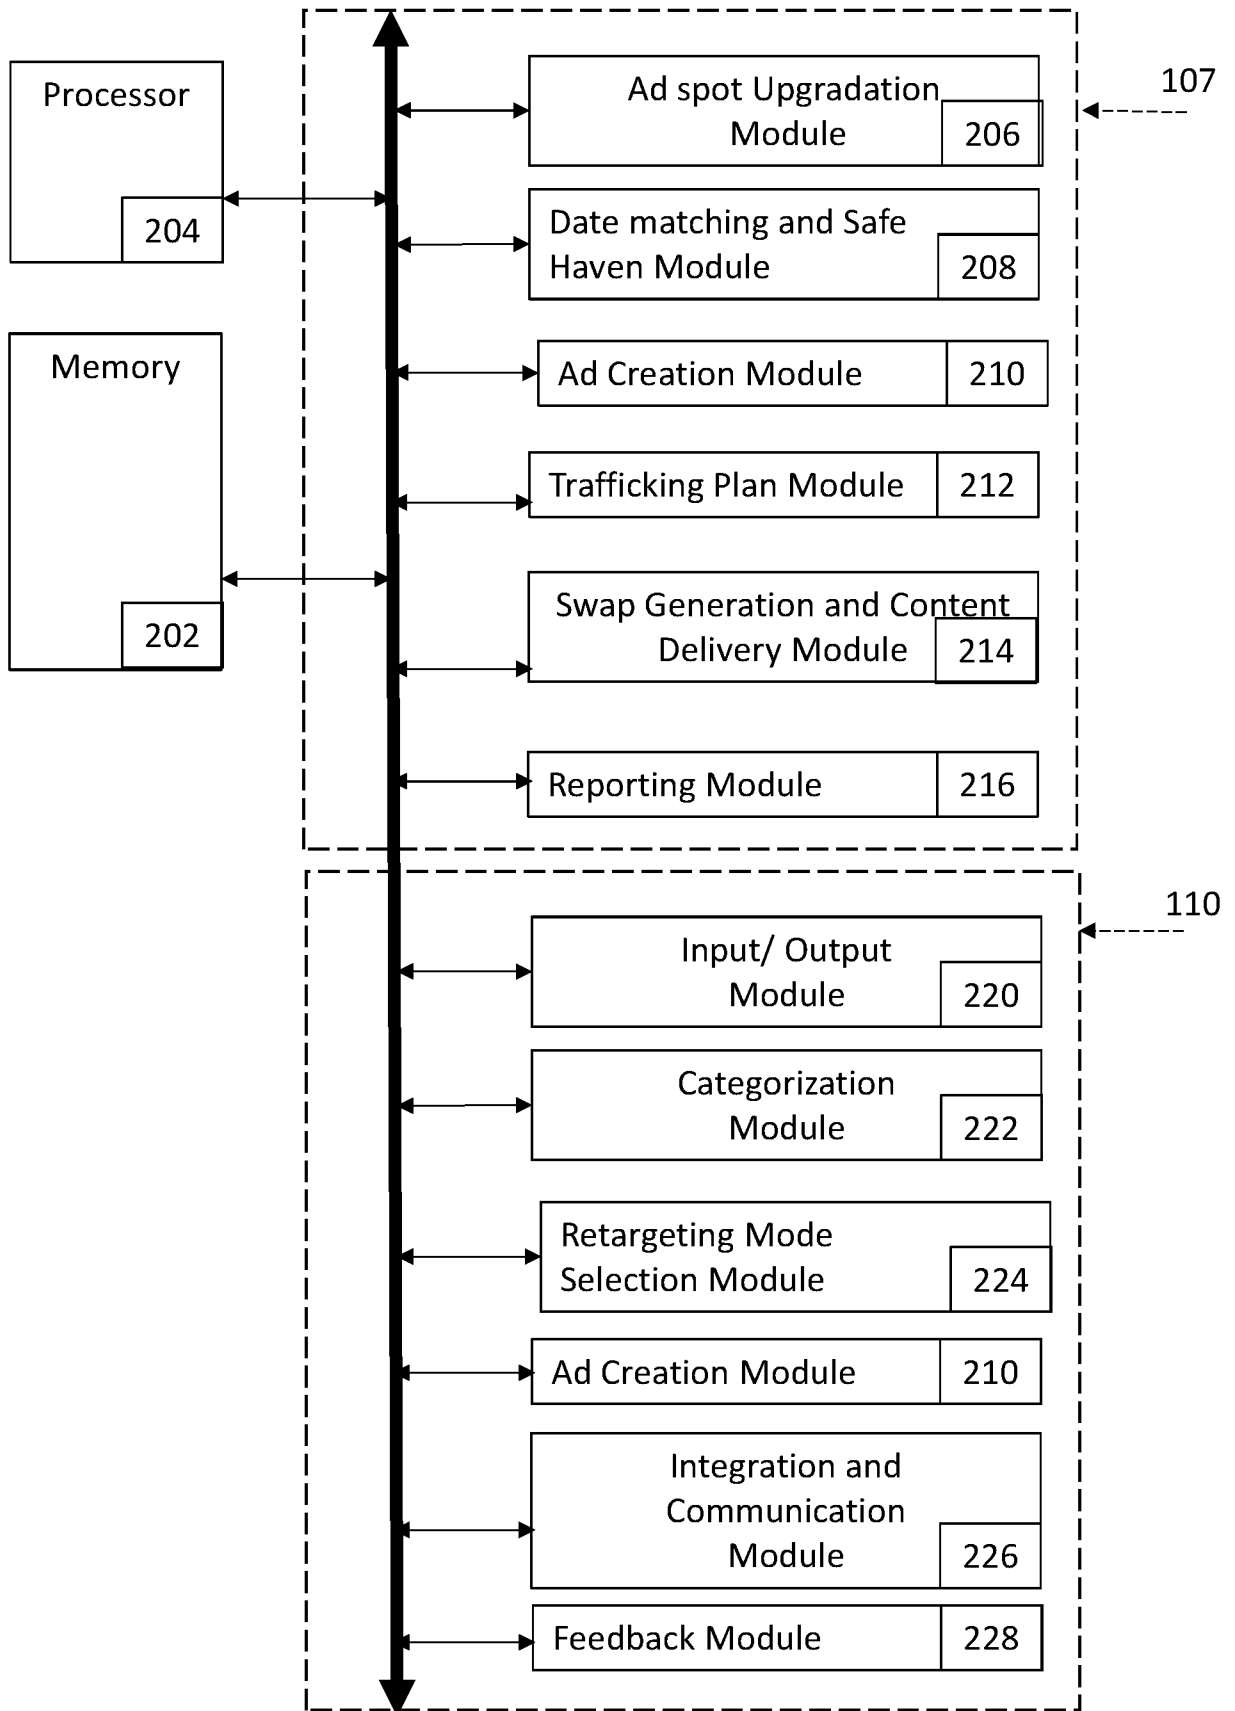 Processor
204
Memory
202
107
Ad spot Upgradation
Module
206
Date matching and Safe
Haven Module
208
Ad Creation Module
210
Trafficking Plan Module
212
Swap Generation and Content
Delivery Module
214
Reporting Module
216
110
Input/ Output
Module
220
Categorization
Module
222
Retargeting Mode
Selection Module
224
Ad Creation Module
210
Integration and
Communication
Module
226
Feedback Module
228